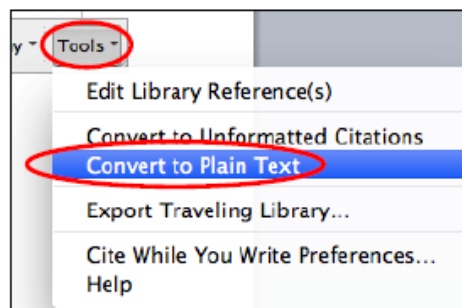 y Tools
Edit Library Reference(s)
Convert to Unformatted Citations
Convert to Plain Text
Export Traveling Library...
Cite While You Write Preferences...
Help